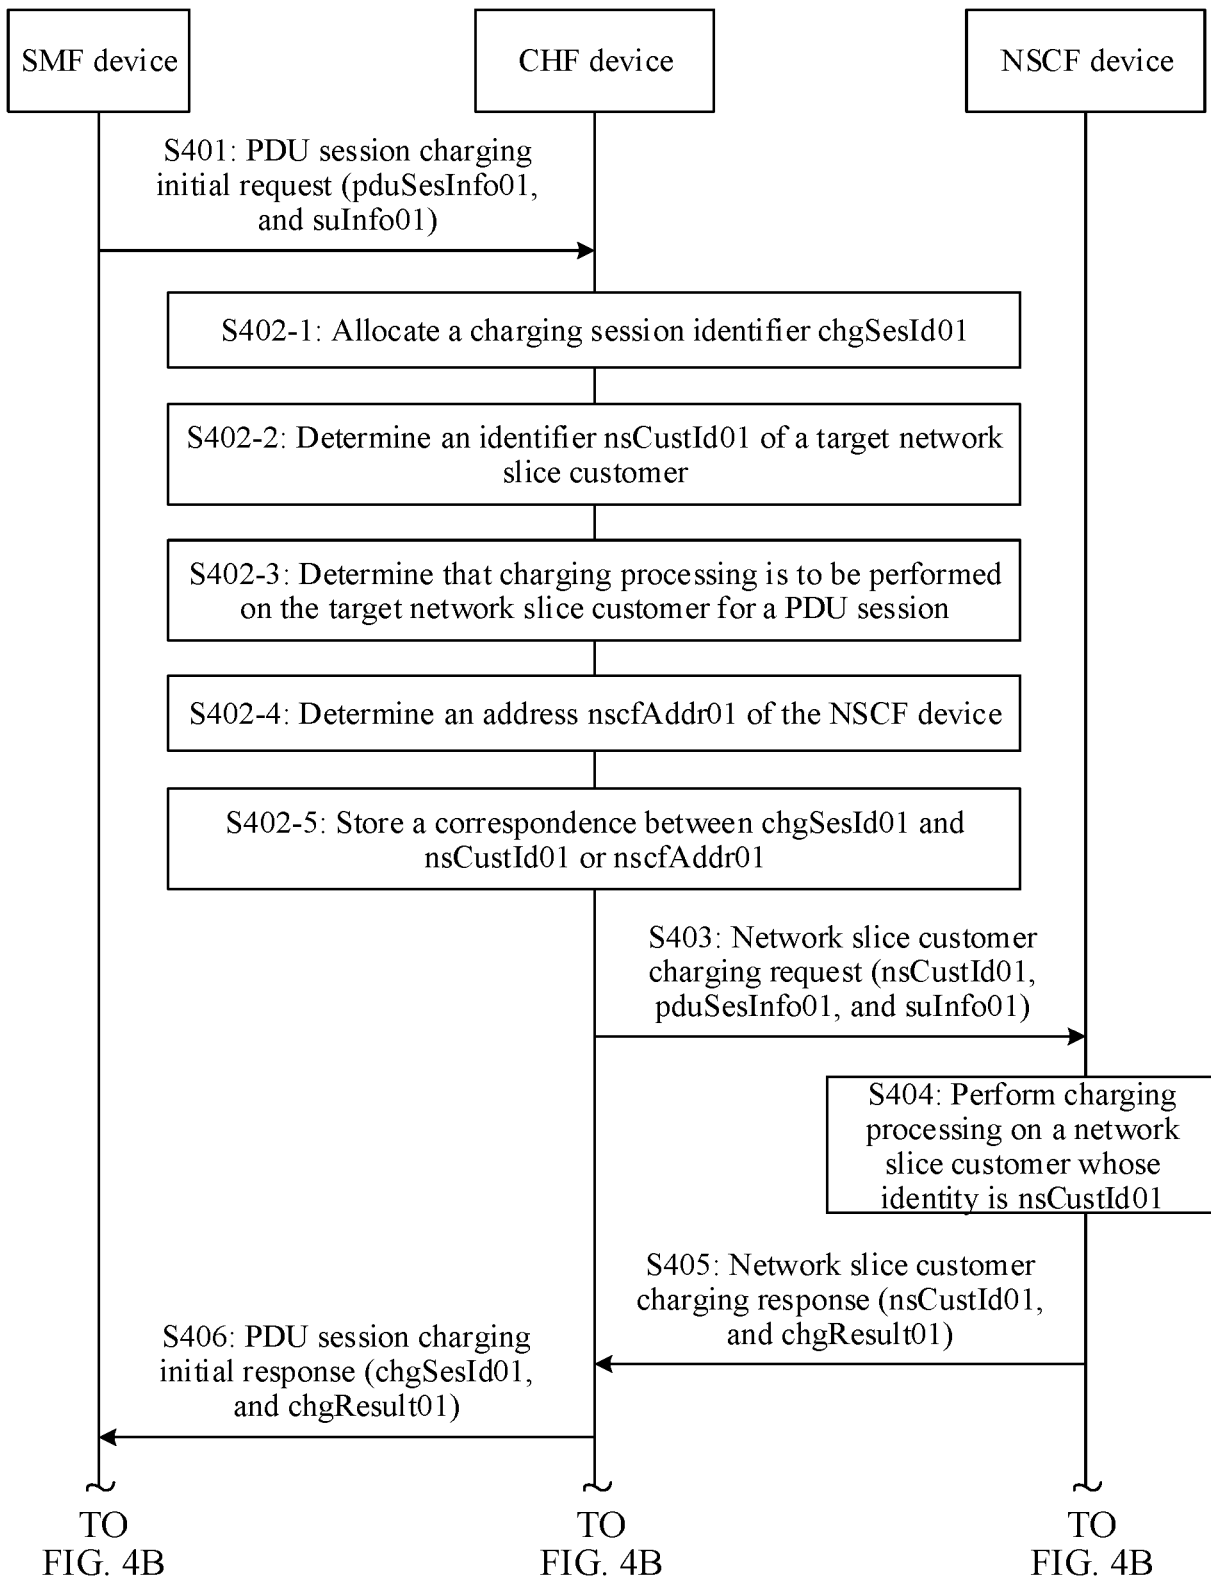 SMF device
CHF device
NSCF device
S401: PDU session charging
initial request (pduSesInfo01,
and suInfo01)
S402-1: Allocate a charging session identifier chgSesId01
S402-2: Determine an identifier nsCustId01 of a target network
slice customer
S402-3: Determine that charging processing is to be performed
on the target network slice customer for a PDU session
S402-4: Determine an address nscfAddr01 of the NSCF device
S402-5: Store a correspondence between chgSesId01 and
nsCustId01 or nscfAddr01
S403: Network slice customer
charging request (nsCustId01,
pduSesInfo01, and suInfo01)
S404: Perform charging
processing on a network
slice customer whose
identity is nsCustId01
S405: Network slice customer
charging response (nsCustId01,
and chgResult01)
S406: PDU session charging
initial response (chgSesId01,
and chgResult01)
TO
FIG. 4B
TO
FIG. 4B
TO
FIG. 4B